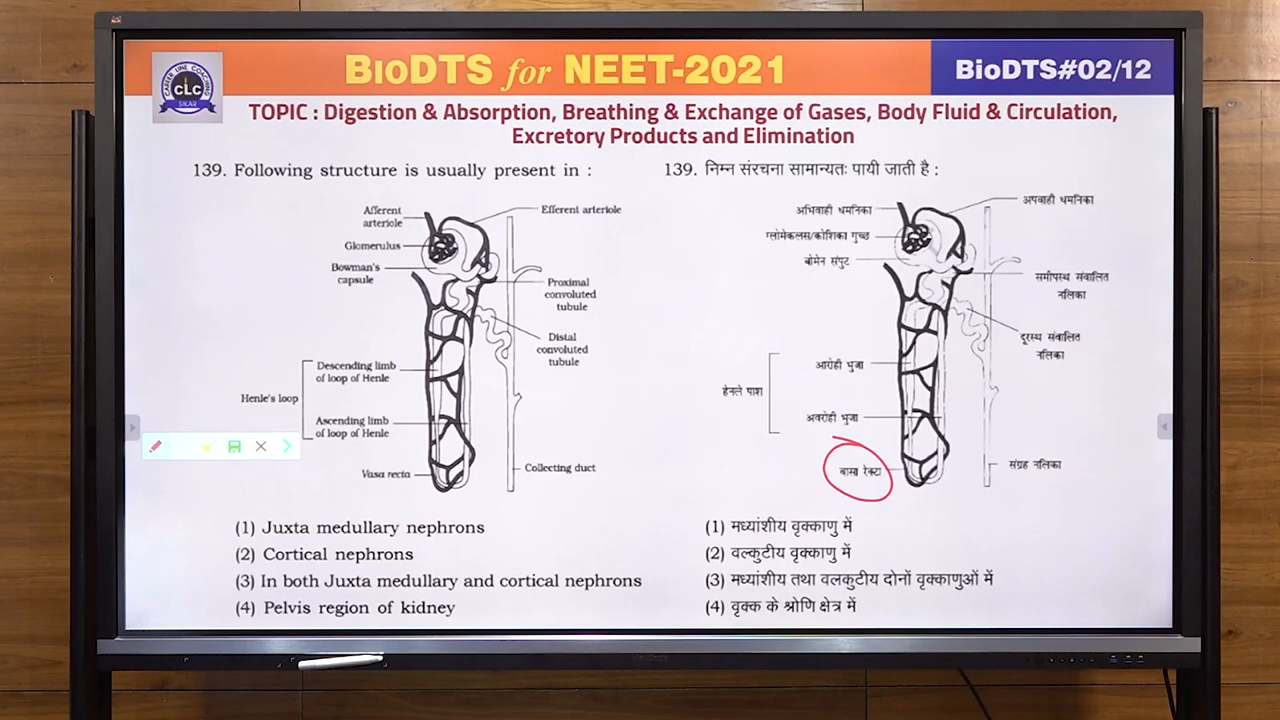 CAREER LINE COACHING
CLC
SIKAR
BIODTS for NEET-2021
BioDTS#02/12
TOPIC : Digestion & Absorption, Breathing & Exchange of Gases, Body Fluid & Circulation,
Excretory Products and Elimination
139. Following structure is usually present in :
Afferent
arteriole
Efferent arteriole
Glomerulus
Bowman's
capsule
Proximal
convoluted
tubule
Distal
convoluted
tubule
Descending limb
of loop of Henle
Henle's loop
Ascending limb
of loop of Henle
Vasa recta
Collecting duct
(1) Juxta medullary nephrons
(2) Cortical nephrons
(3) In both Juxta medullary and cortical nephrons
(4) Pelvis region of kidney
139. निम्न संरचना सामान्यतः पायी जाती है :
अभिवाही धमनिका
अपवाही धमनिका
ग्लोमेकलस/कोशिका गुच्छ
बोमेन संपुट
समीपस्थ संवालित
नलिका
दूरस्थ संवालित
नलिका
आरोही भुजा
हेनले पाश
अवरोही भुजा
वासा रेक्टा
संग्रह नलिका
(1) मध्यांशीय वृक्काणु में
(2) वल्कुटीय वृक्काणु में
(3) मध्यांशीय तथा वलकुटीय दोनों वृक्काणुओं में
(4) वृक्क के श्रोणि क्षेत्र में